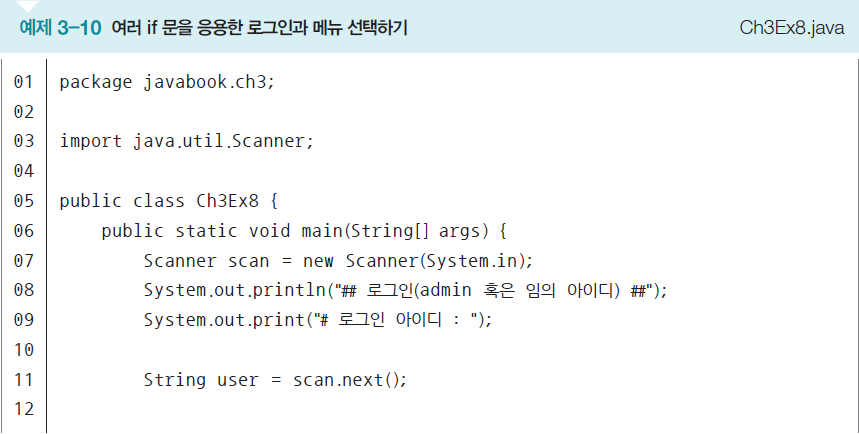 예제 3-10 여러 if 문을 응용한 로그인과 메뉴 선택하기 Ch3Ex8.java
01 package javabook.ch3;
02
03 import java.util.Scanner;
04
05 public class Ch3Ex8 {
06     public static void main(String[] args) {
07         Scanner scan = new Scanner(System.in);
08         System.out.println("## 로그인(admin 혹은 임의 아이디) ##");
09         System.out.print("# 로그인 아이디 : ");
10
11         String user = scan.next();
12